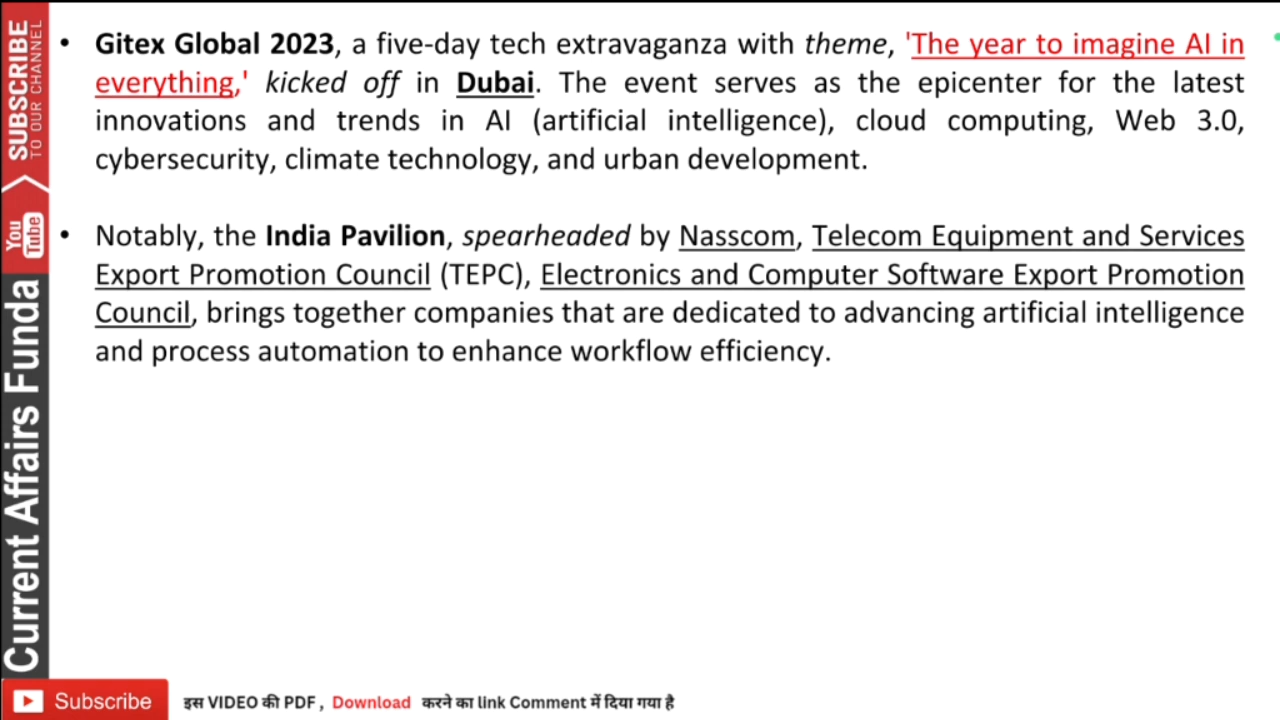 Gitex Global 2023, a five-day tech extravaganza with theme, 'The year to imagine AI in
everything,' kicked off in Dubai. The event serves as the epicenter for the latest
innovations and trends in AI (artificial intelligence), cloud computing, Web 3.0,
cybersecurity, climate technology, and urban development.
Notably, the India Pavilion, spearheaded by Nasscom, Telecom Equipment and Services
Export Promotion Council (TEPC), Electronics and Computer Software Export Promotion
Council, brings together companies that are dedicated to advancing artificial intelligence
and process automation to enhance workflow efficiency.
SUBSCRIBE
TO OUR CHANNEL
You
Tube
Current Affairs Funda
Subscribe
इस VIDEO की PDF , Download करने का link Comment में दिया गया है